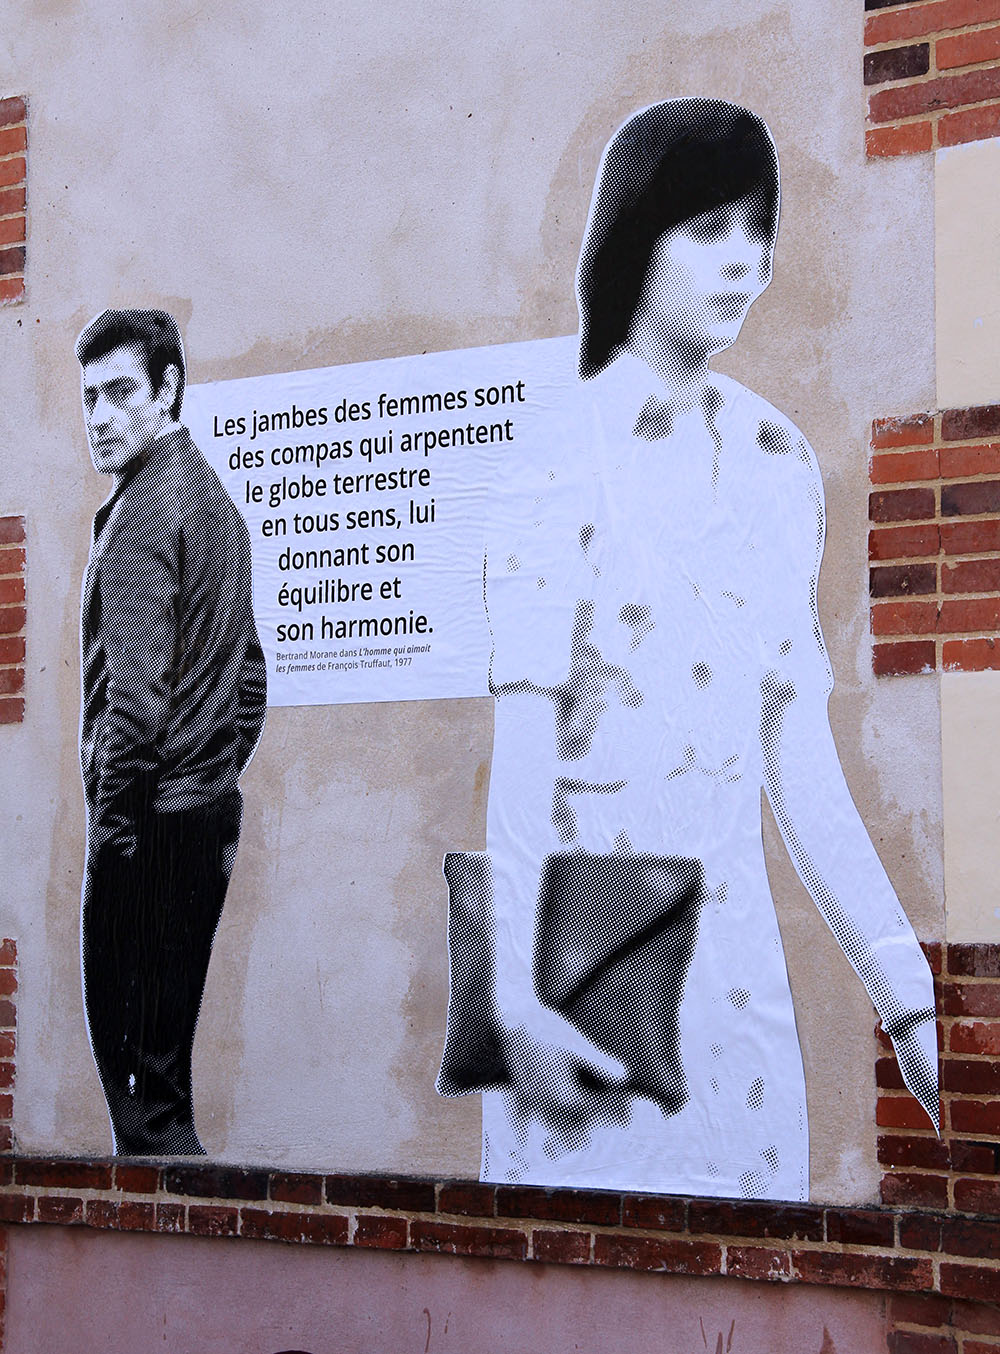 Les jambes des femmes sont
des compas qui arpentent
le globe terrestre
en tous sens, lui
donnant son
équilibre et
son harmonie.
Bertrand Morane dans L'homme qui aimait
les femmes de François Truffaut, 1977